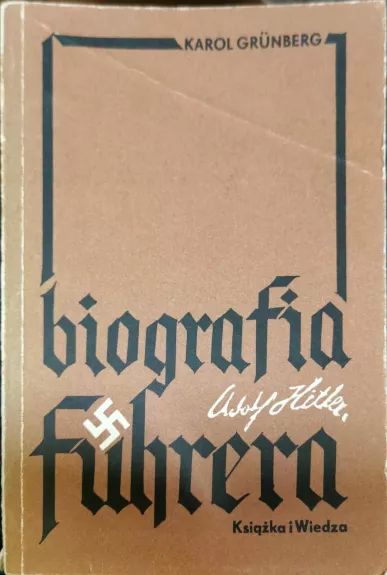 KAROL GRÜNBERG
biografia
Adolf Hitler.
führera
Książka i Wiedza